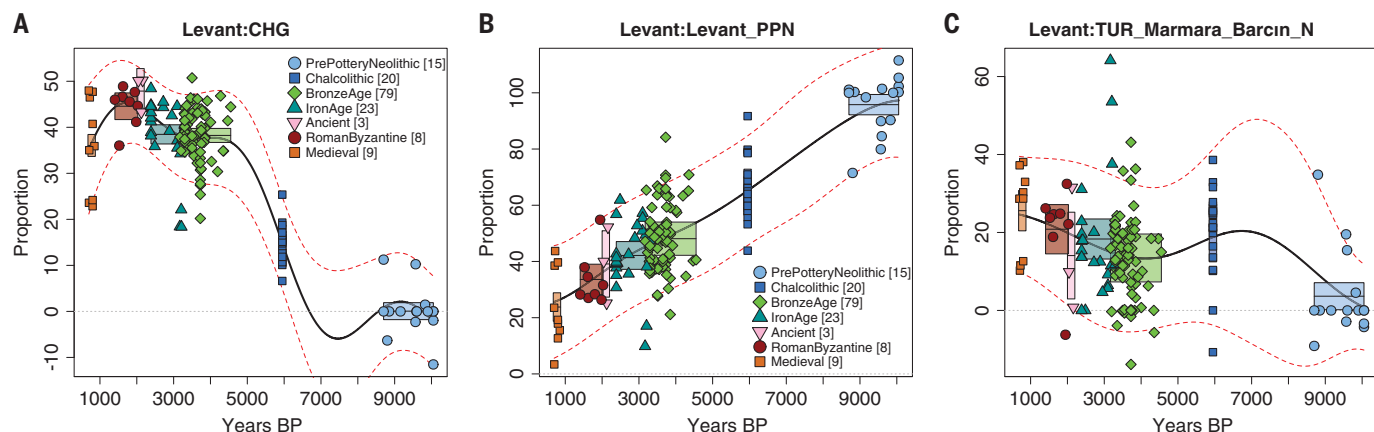 A
Levant:CHG
Proportion
50
40
30
20
10
0
-10
PrePotteryNeolithic [15]
Chalcolithic [20]
BronzeAge [79]
IronAge [23]
Ancient [3]
RomanByzantine [8]
Medieval [9]
1000 3000 5000 7000 9000
Years BP
B
Levant:Levant_PPN
Proportion
100
80
60
40
20
0
PrePotteryNeolithic [15]
Chalcolithic [20]
BronzeAge [79]
IronAge [23]
Ancient [3]
RomanByzantine [8]
Medieval [9]
1000 3000 5000 7000 9000
Years BP
C
Levant:TUR_Marmara_Barcın_N
Proportion
60
40
20
0
1000 3000 5000 7000 9000
Years BP